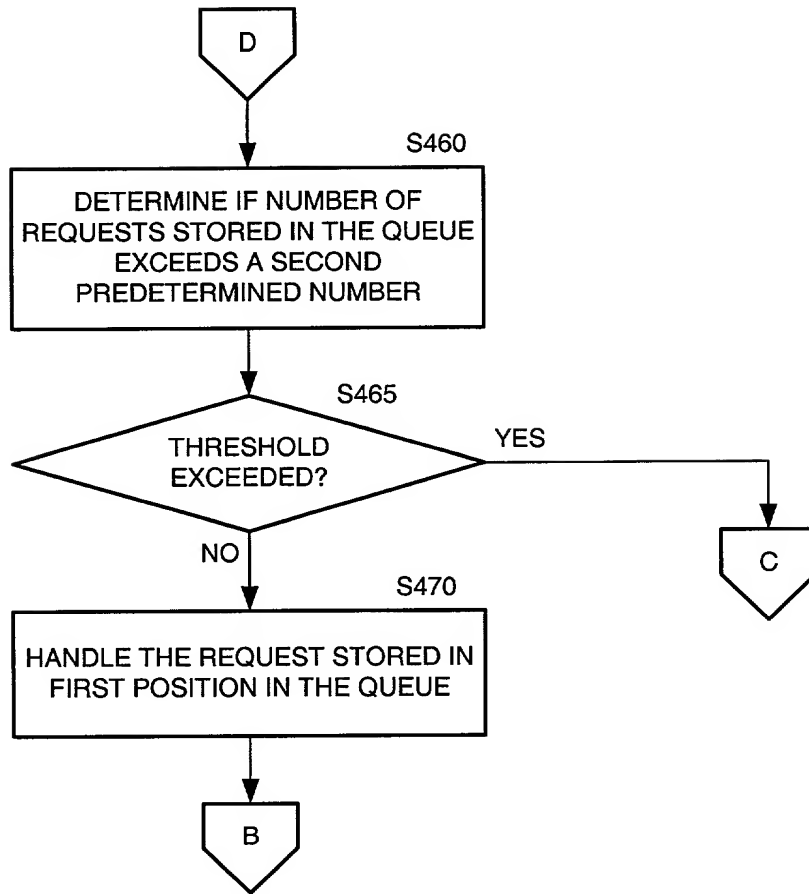 D
S460
DETERMINE IF NUMBER OF
REQUESTS STORED IN THE QUEUE
EXCEEDS A SECOND
PREDETERMINED NUMBER
S465
THRESHOLD
EXCEEDED?
YES
C
NO
S470
HANDLE THE REQUEST STORED IN
FIRST POSITION IN THE QUEUE
B